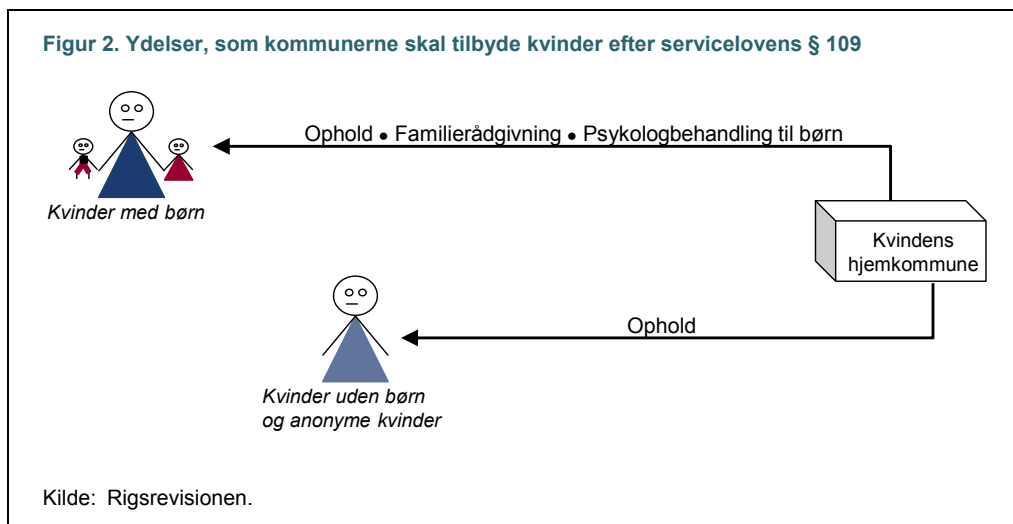 Figur 2. Ydelser, som kommunerne skal tilbyde kvinder efter servicelovens § 109
Ophold ● Familierådgivning ● Psykologbehandling til børn
Kvinder med børn
Kvindens
hjemkommune
Ophold
Kvinder uden børn
og anonyme kvinder
Kilde: Rigsrevisionen.